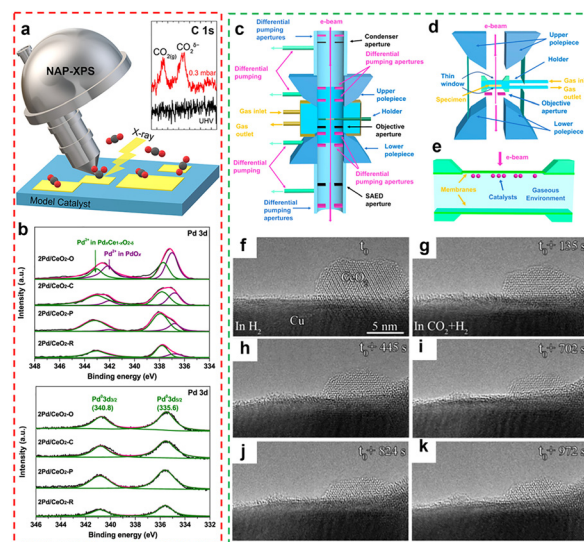 a
C 1s
CO2(g)
CO2δ-
0.3 mbar
UHV
NAP-XPS
X-ray
Model Catalyst
b
Pd 3d
Pd2+ in PdxCe1-xO2-δ
Pd2+ in PdOx
2Pd/CeO2-O
2Pd/CeO2-C
2Pd/CeO2-P
2Pd/CeO2-R
Intensity (a.u.)
348 346 344 342 340 338 336 334
Binding energy (eV)
Pd 3d
Pd03d3/2
(340.8)
Pd03d5/2
(335.6)
2Pd/CeO2-O
2Pd/CeO2-C
2Pd/CeO2-P
2Pd/CeO2-R
Intensity (a.u.)
346 344 342 340 338 336 334 332
Binding energy (eV)
c
Differential
pumping apertures
e-beam
Condenser
aperture
Differential
pumping
Differential
pumping apertures
Upper
polepiece
Gas inlet
Gas
outlet
Holder
Objective
aperture
Lower
polepiece
Differential
pumping
Differential
pumping apertures
Differential
pumping apertures
SAED
aperture
d
e-beam
Upper
polepiece
Holder
Thin
window
Gas in
Gas
outlet
Specimen
Objective
aperture
Lower
polepiece
e
e-beam
Membranes
Catalysts
Gaseous
Environment
f
t0
CeO2
In H2
Cu
5 nm
g
t0 + 135 s
In CO2+H2
h
t0 + 445 s
i
t0 + 702 s
j
t0 + 824 s
k
t0 + 972 s